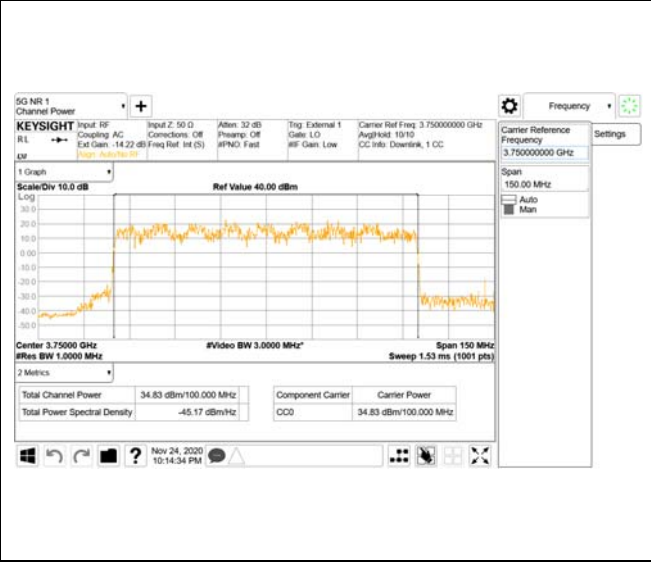 5G NR 1
Channel Power
Frequency
KEYSIGHT
RL
Input: RF
Coupling: AC
Ext Gain: -14.22 dB
Align: Auto/No RF
Input Z: 50 Ω
Corrections: Off
Freq Ref: Int (S)
Atten: 32 dB
Preamp: Off
#PNO: Fast
Trig: External 1
Gate: LO
#IF Gain: Low
Carrier Ref Freq: 3.750000000 GHz
Avg|Hold: 10/10
CC Info: Downlink, 1 CC
Carrier Reference
Frequency
3.750000000 GHz
Settings
Span
150.00 MHz
Auto
Man
1 Graph
Scale/Div 10.0 dB
Ref Value 40.00 dBm
Log
30.0
20.0
10.0
0.00
-10.0
-20.0
-30.0
-40.0
-50.0
Center 3.75000 GHz
#Video BW 3.0000 MHz*
Span 150 MHz
#Res BW 1.0000 MHz
Sweep 1.53 ms (1001 pts)
2 Metrics
Total Channel Power 34.83 dBm/100.000 MHz
Total Power Spectral Density -45.17 dBm/Hz
Component Carrier Carrier Power
CC0 34.83 dBm/100.000 MHz
Nov 24, 2020
10:14:34 PM